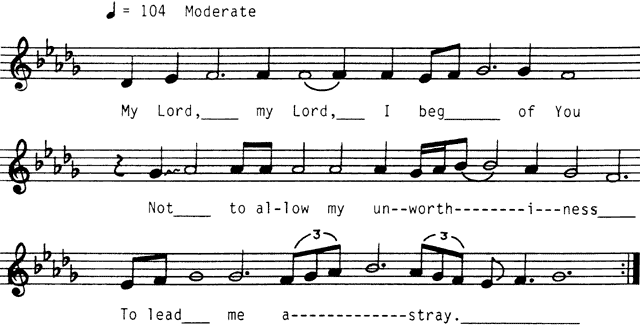 ♩ = 104 Moderate
My Lord,____ my Lord,___ I beg______ of You
Not____ to al-low my un--worth--------i---ness____
3 3
To lead___ me a-------------stray._____________